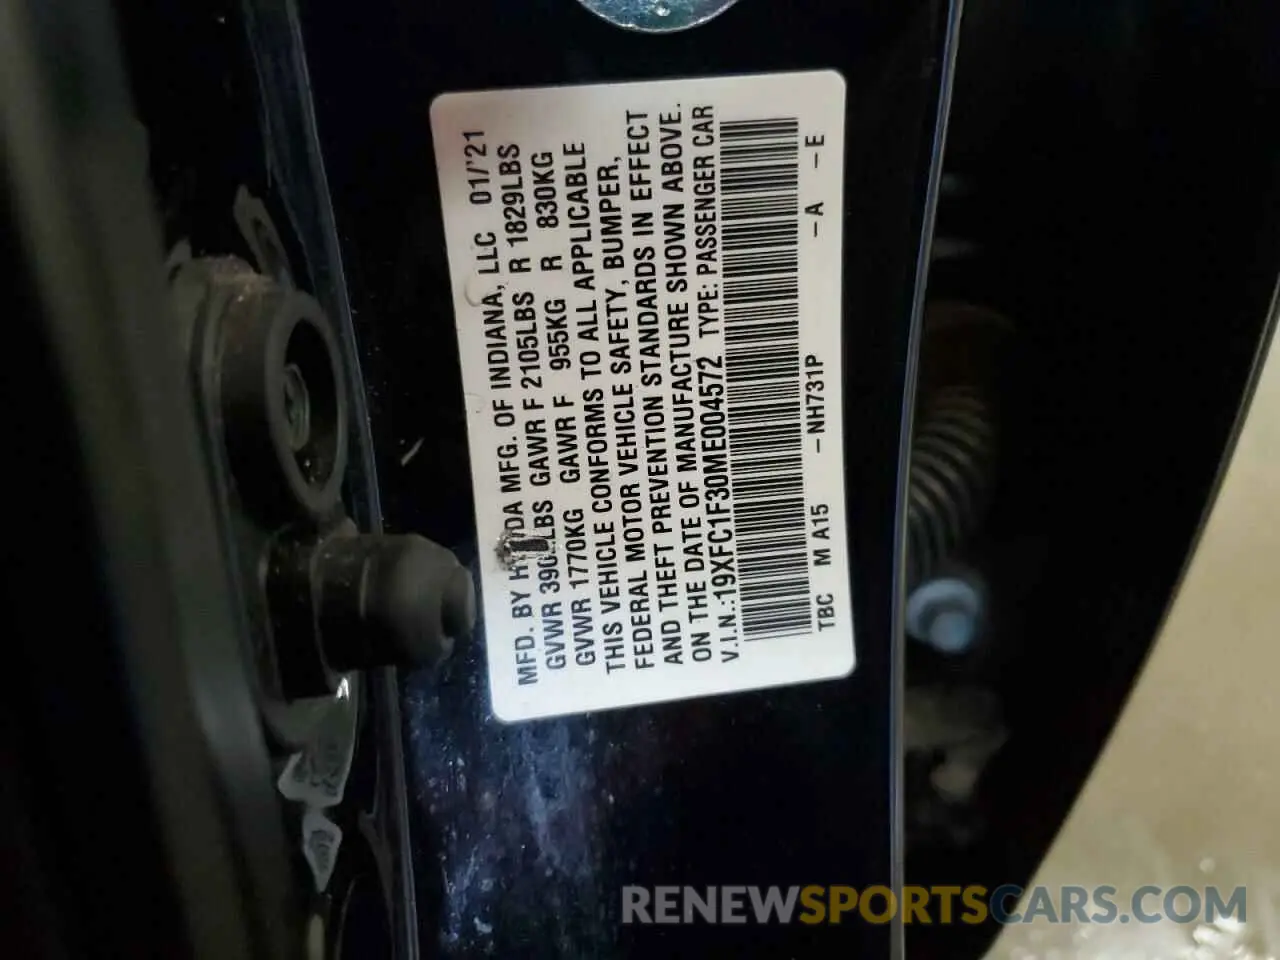 MFD. BY DA MFG. OF INDIANA, LLC 01/'21
GVWR LBS GAWR F 2105LBS R 1829LBS
GVWR 1770KG GAWR F 955KG R 830KG
THIS VEHICLE CONFORMS TO ALL APPLICABLE
FEDERAL MOTOR VEHICLE SAFETY, BUMPER,
AND THEFT PREVENTION STANDARDS IN EFFECT
ON THE DATE OF MANUFACTURE SHOWN ABOVE.
V.I.N.:19XFC1F30ME004572 TYPE: PASSENGER CAR
TBC M A15 -NH731P -A -E
RENEWSPORTSCARS.COM